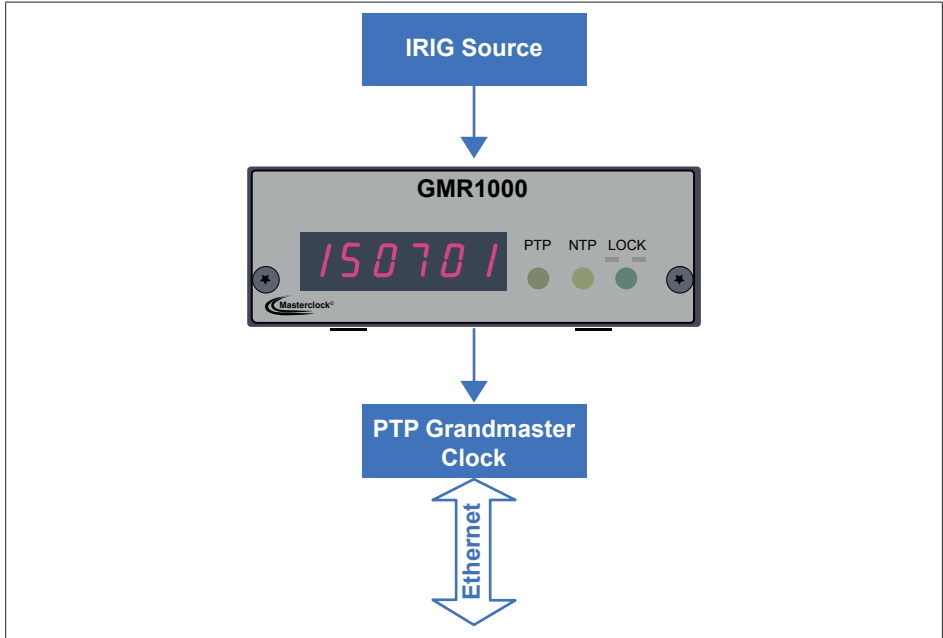 IRIG Source
GMR1000
150701
PTP NTP LOCK
Masterclock®
PTP Grandmaster
Clock
Ethernet